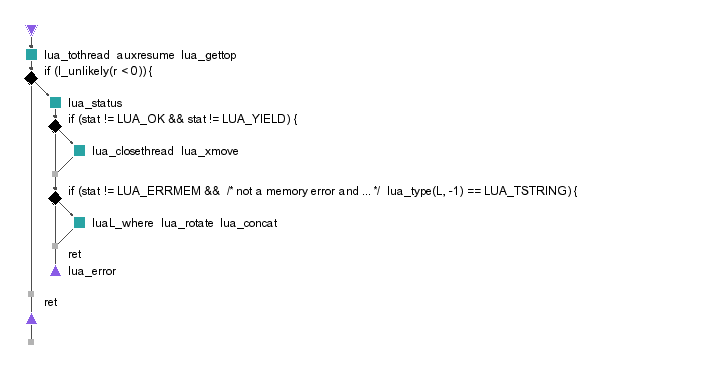 lua_tothread auxresume lua_gettop
if (l_unlikely(r < 0)) {
lua_status
if (stat != LUA_OK && stat != LUA_YIELD) {
lua_closethread lua_xmove
if (stat != LUA_ERRMEM && /* not a memory error and ... */ lua_type(L, -1) == LUA_TSTRING) {
luaL_where lua_rotate lua_concat
ret
lua_error
ret